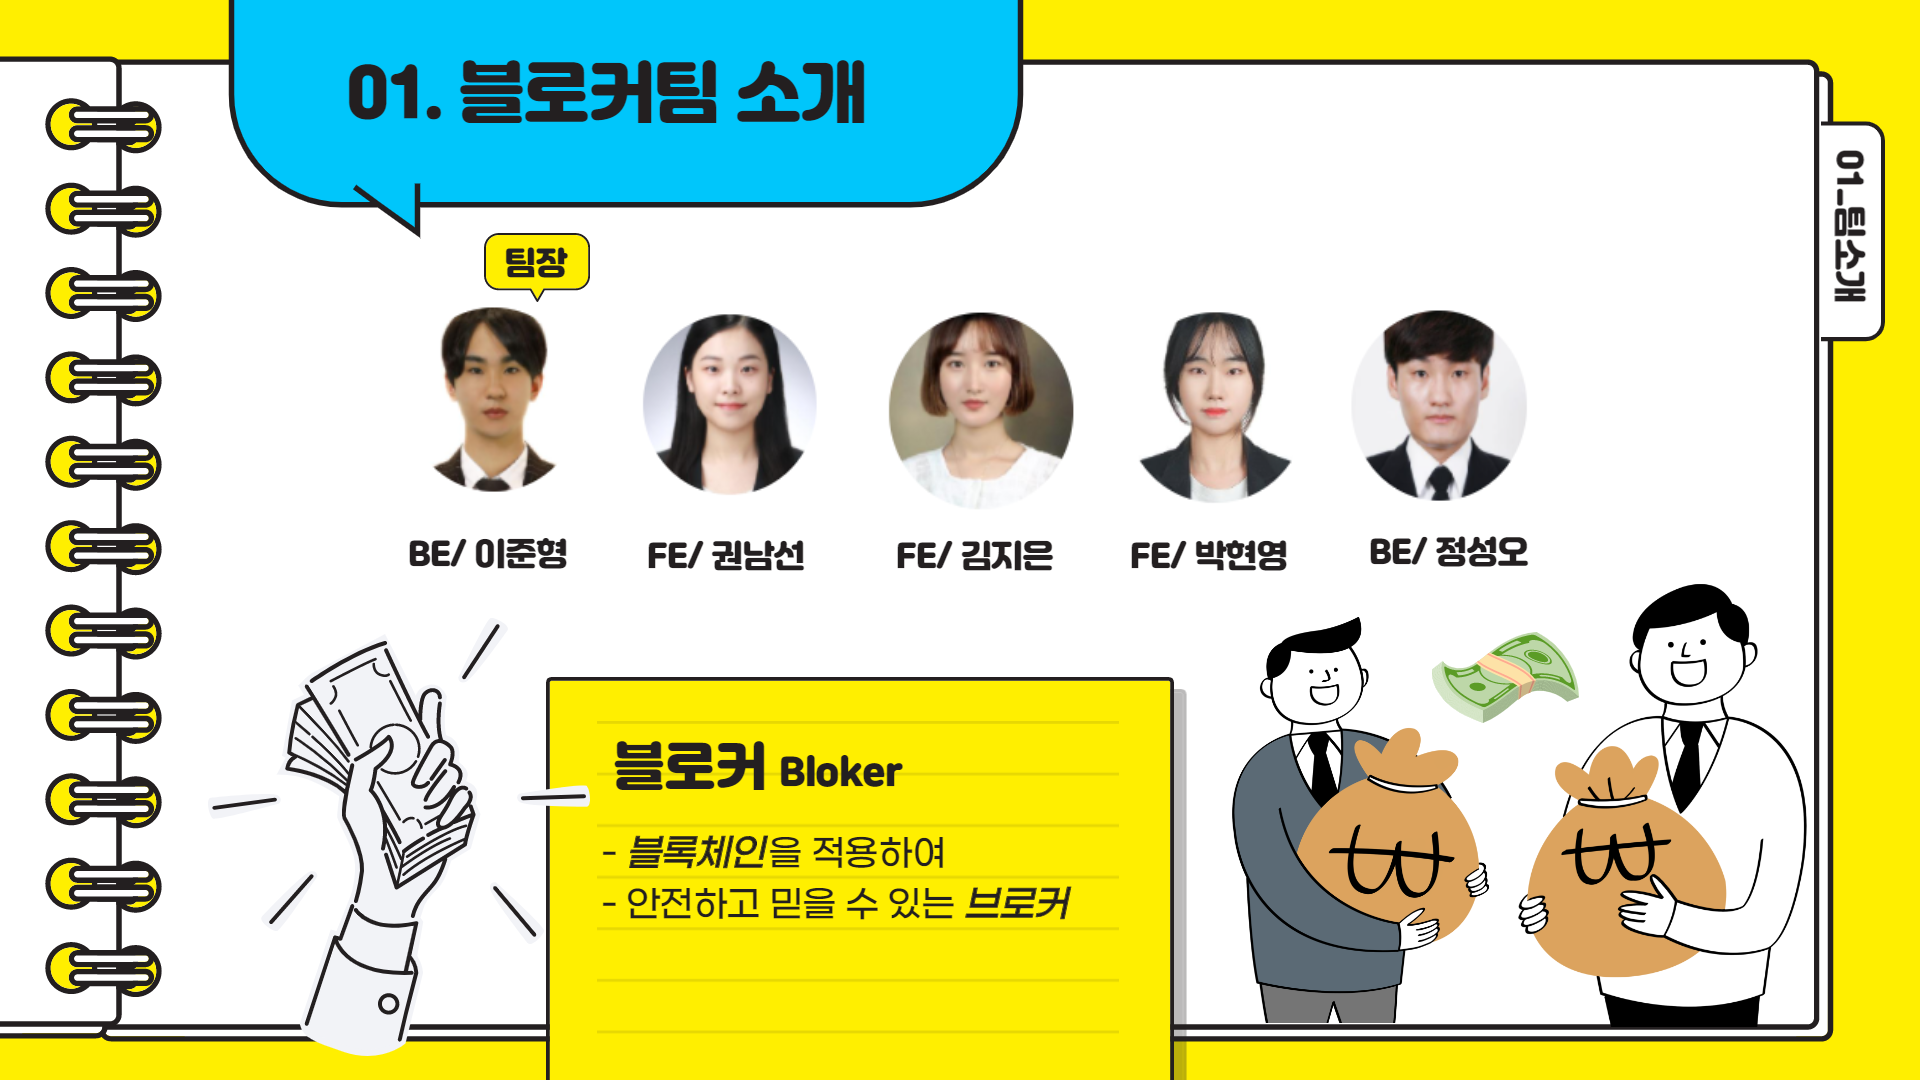 01. 블로커팀 소개
01_팀소개
팀장
BE/ 이준형
FE/ 권남선
FE/ 김지은
FE/ 박현영
BE/ 정성오
블로커 Bloker
- 블록체인을 적용하여
- 안전하고 믿을 수 있는 브로커